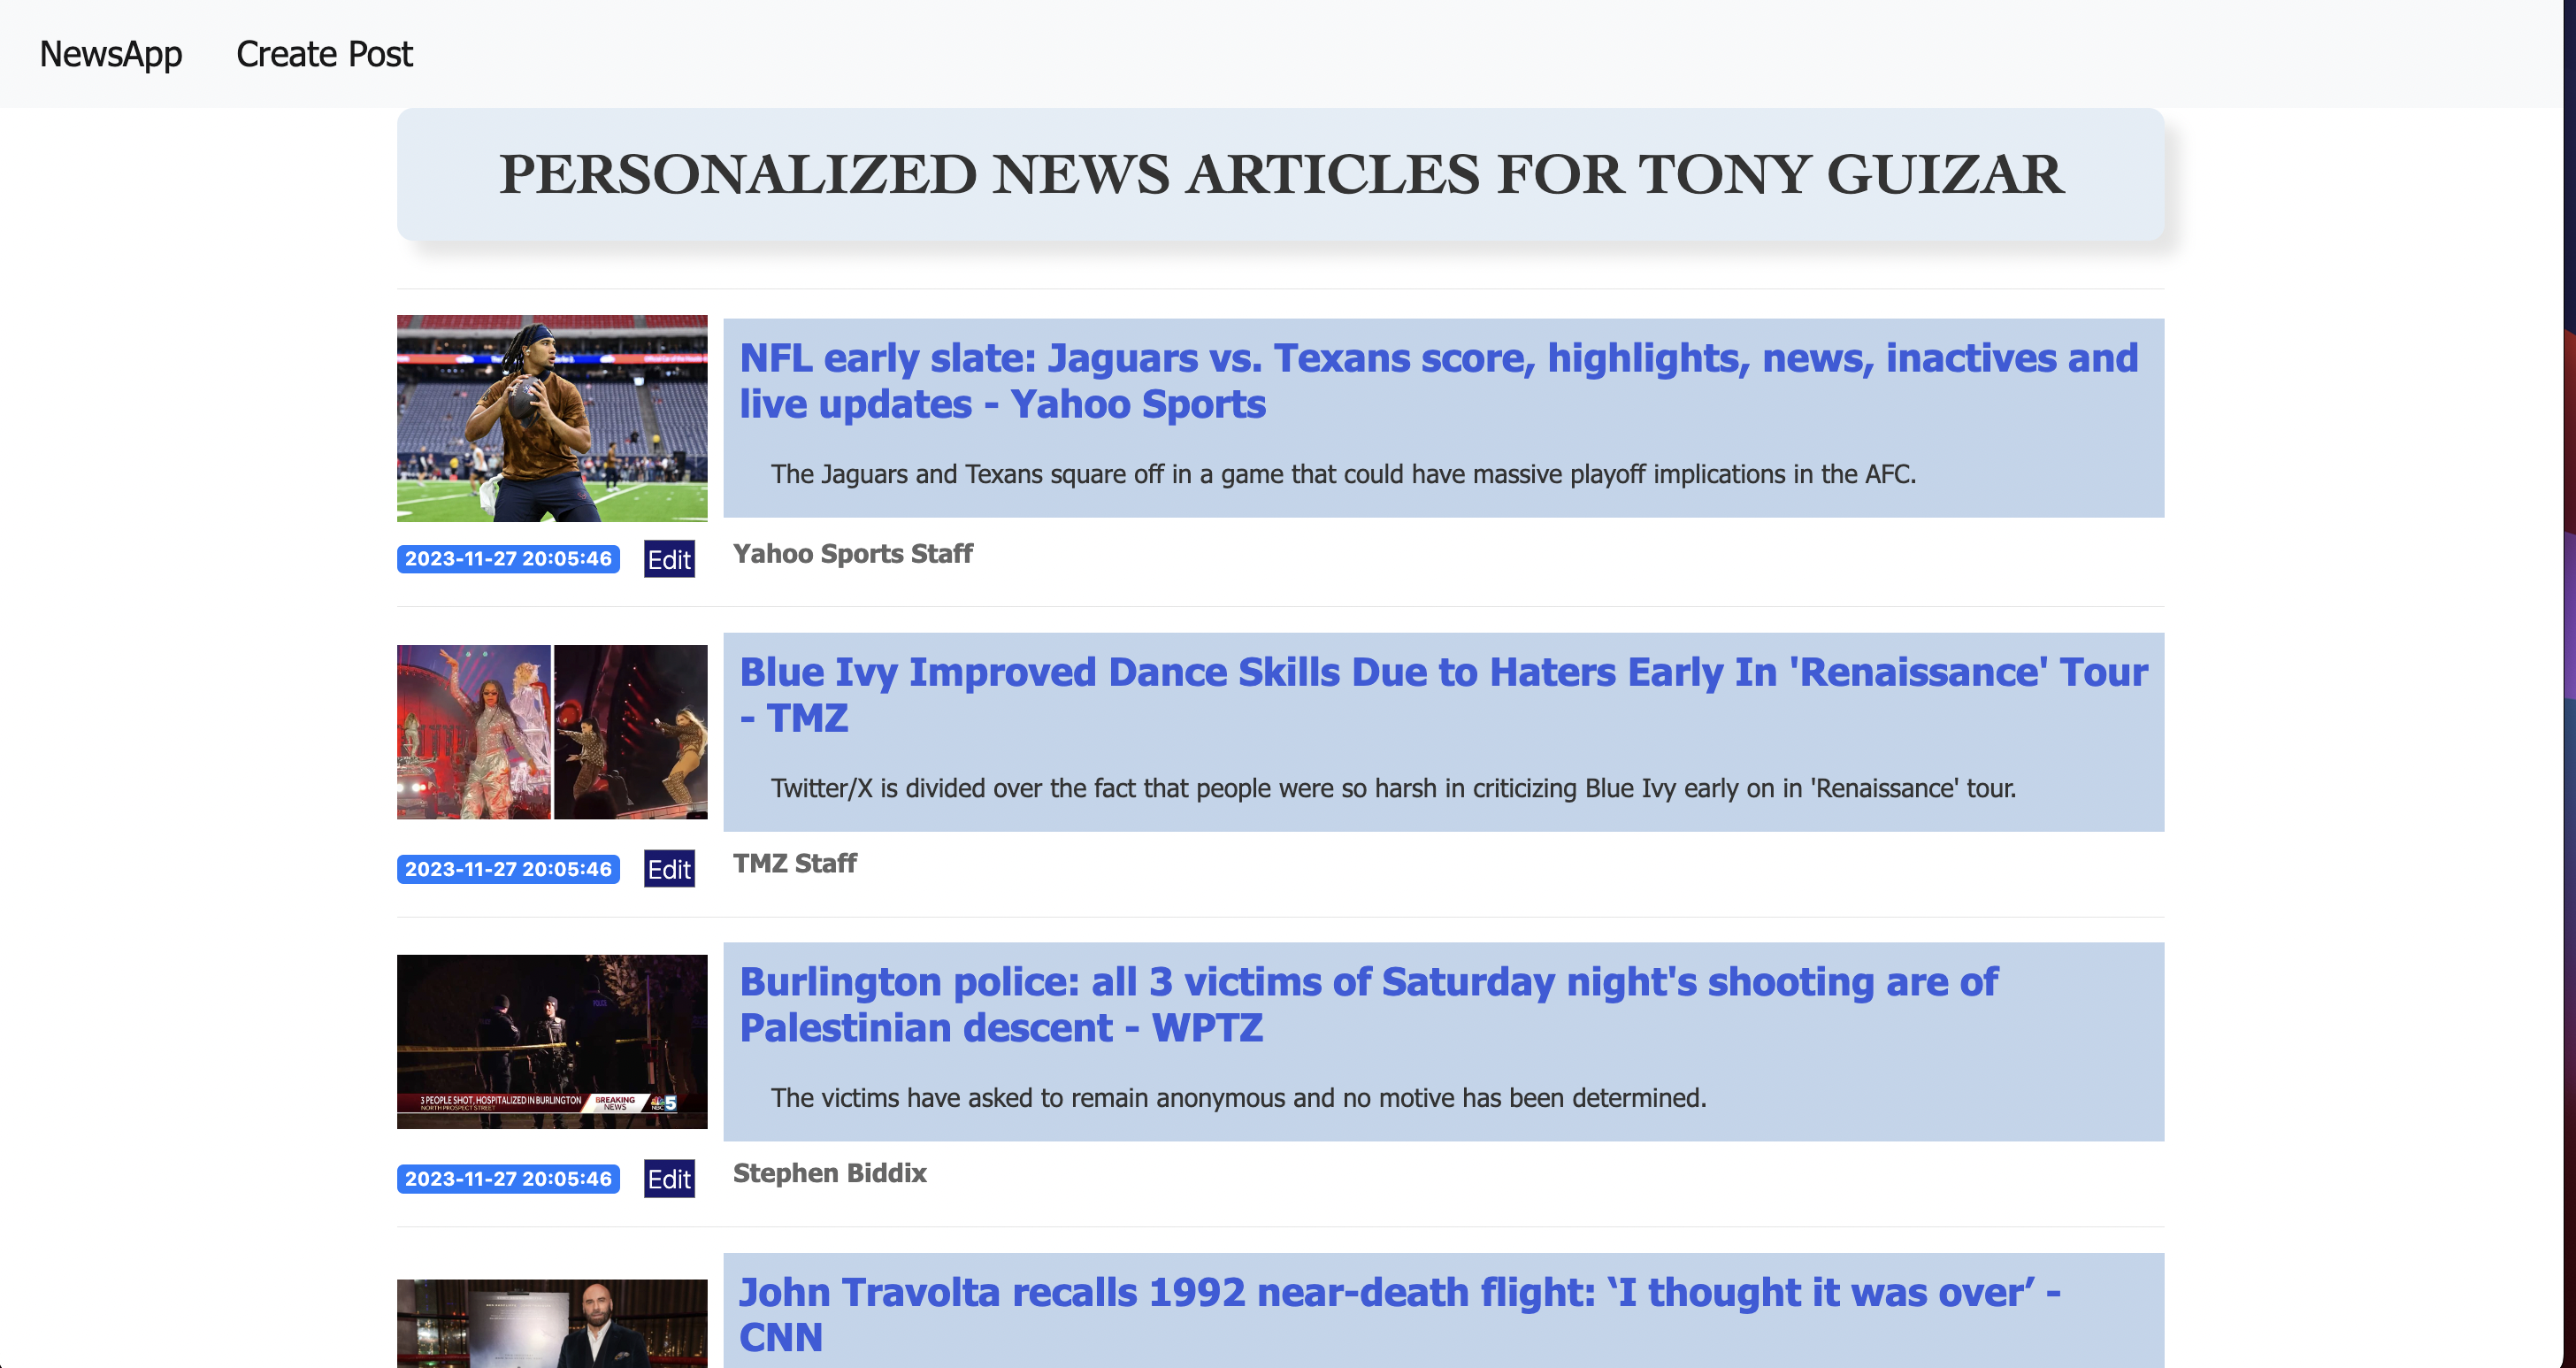 NewsApp Create Post
PERSONALIZED NEWS ARTICLES FOR TONY GUIZAR
NFL early slate: Jaguars vs. Texans score, highlights, news, inactives and
live updates - Yahoo Sports
The Jaguars and Texans square off in a game that could have massive playoff implications in the AFC.
2023-11-27 20:05:46 Edit Yahoo Sports Staff
Blue Ivy Improved Dance Skills Due to Haters Early In 'Renaissance' Tour
- TMZ
Twitter/X is divided over the fact that people were so harsh in criticizing Blue Ivy early on in 'Renaissance' tour.
2023-11-27 20:05:46 Edit TMZ Staff
Burlington police: all 3 victims of Saturday night's shooting are of
Palestinian descent - WPTZ
The victims have asked to remain anonymous and no motive has been determined.
3 PEOPLE SHOT, HOSPITALIZED IN BURLINGTON
NORTH PROSPECT STREET
BREAKING
NEWS
NBC 5
2023-11-27 20:05:46 Edit Stephen Biddix
John Travolta recalls 1992 near-death flight: ‘I thought it was over’ -
CNN